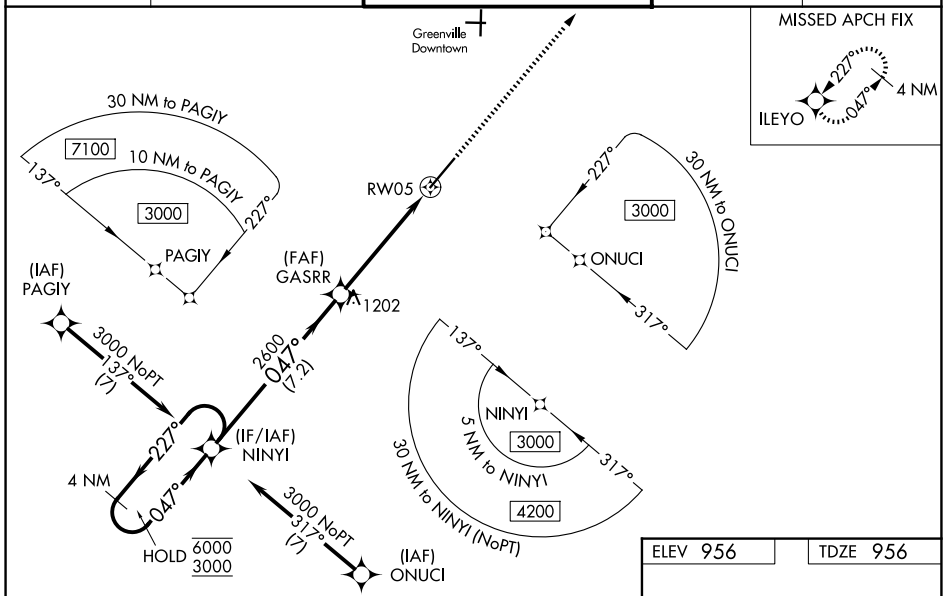 Greenville
Downtown
MISSED APCH FIX
227°
047°
4 NM
ILEYO
30 NM to PAGIY
7100
10 NM to PAGIY
137°
3000
227°
PAGIY
RW05
227°
30 NM to ONUCI
3000
ONUCI
317°
(IAF)
PAGIY
3000 NoPT
137°
(7)
(FAF)
GASRR
1202
2600
047°
(7.2)
137°
NINYI
3000
5 NM to NINYI
317°
4200
30 NM to NINYI (NoPT)
227°
(IF/IAF)
NINYI
4 NM
047°
HOLD
6000
3000
3000 NoPT
317°
(7)
(IAF)
ONUCI
ELEV 956
TDZE 956